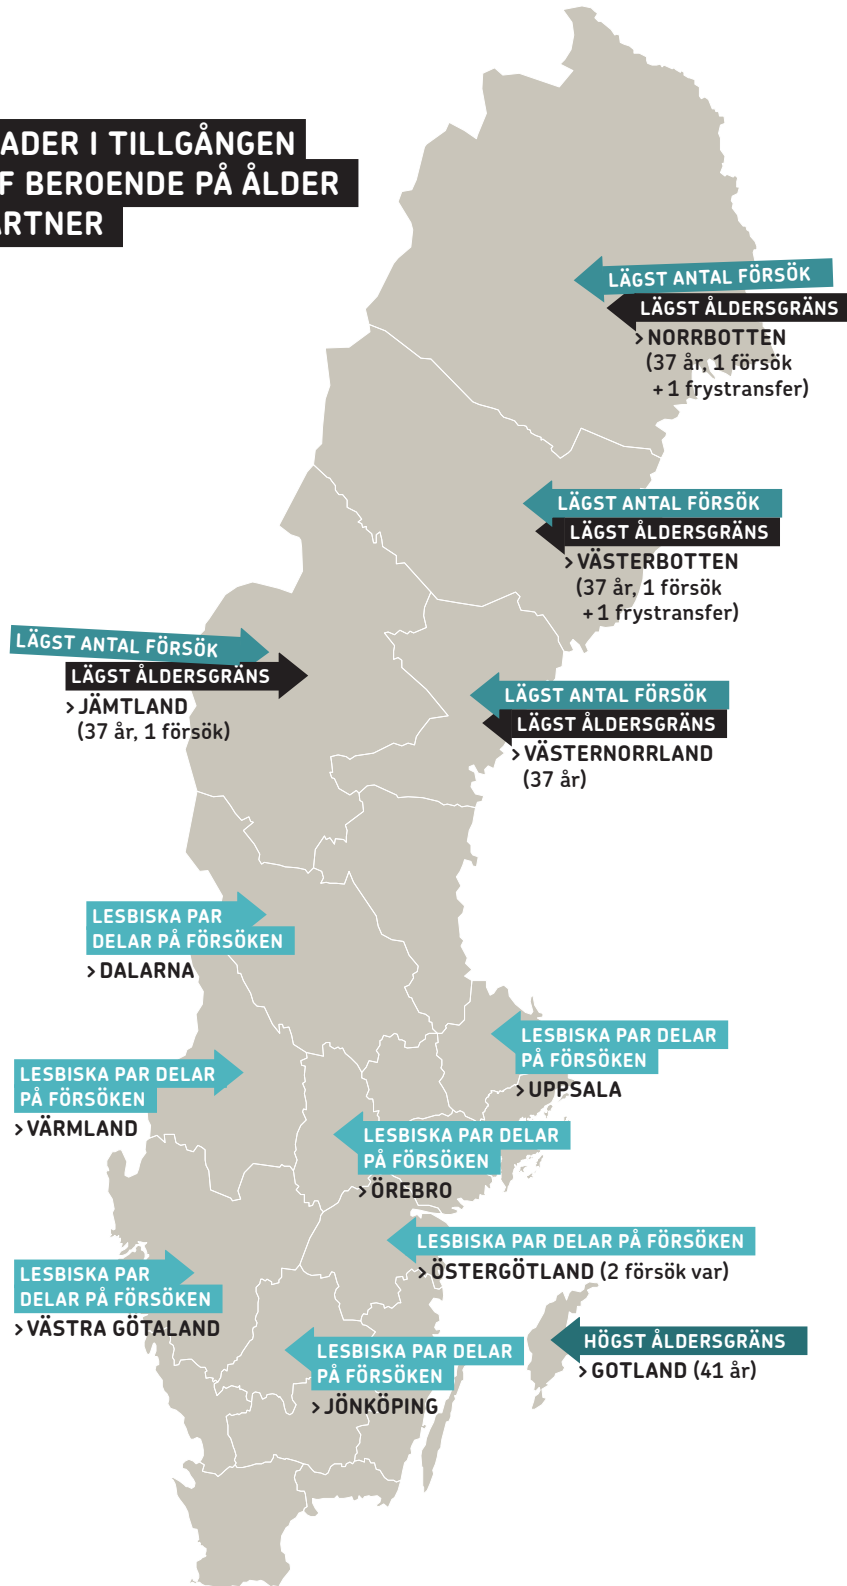 ADER I TILLGÅNGEN
F BEROENDE PÅ ÅLDER
ARTNER
LÄGST ANTAL FÖRSÖK
LÄGST ÅLDERSGRÄNS
› NORRBOTTEN
(37 år, 1 försök
+ 1 frystransfer)
LÄGST ANTAL FÖRSÖK
LÄGST ÅLDERSGRÄNS
› VÄSTERBOTTEN
(37 år, 1 försök
+ 1 frystransfer)
LÄGST ANTAL FÖRSÖK
LÄGST ÅLDERSGRÄNS
› JÄMTLAND
(37 år, 1 försök)
LÄGST ANTAL FÖRSÖK
LÄGST ÅLDERSGRÄNS
› VÄSTERNORRLAND
(37 år)
LESBISKA PAR
DELAR PÅ FÖRSÖKEN
› DALARNA
LESBISKA PAR DELAR
PÅ FÖRSÖKEN
› UPPSALA
LESBISKA PAR DELAR
PÅ FÖRSÖKEN
› VÄRMLAND
LESBISKA PAR DELAR
PÅ FÖRSÖKEN
› ÖREBRO
LESBISKA PAR DELAR PÅ FÖRSÖKEN
› ÖSTERGÖTLAND (2 försök var)
LESBISKA PAR
DELAR PÅ FÖRSÖKEN
› VÄSTRA GÖTALAND
HÖGST ÅLDERSGRÄNS
› GOTLAND (41 år)
LESBISKA PAR DELAR
PÅ FÖRSÖKEN
› JÖNKÖPING